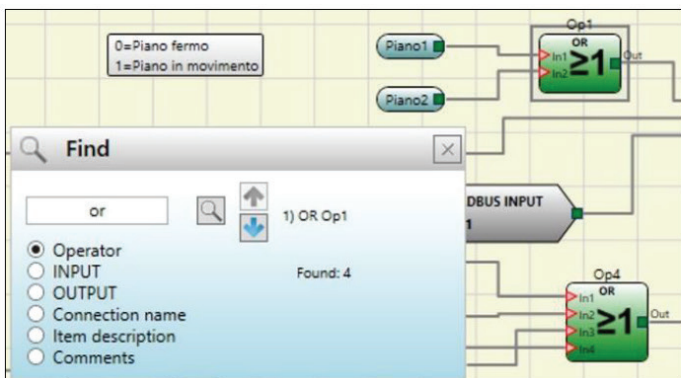 0=Piano fermo
1=Piano in movimento
Piano1
Piano2
Op1
OR
In1
In2
≥1
Out
Find
or
1) OR Op1
Found: 4
Operator
INPUT
OUTPUT
Connection name
Item description
Comments
DBUS INPUT
1
Op4
OR
In1
In2
In3
In4
≥1
Out